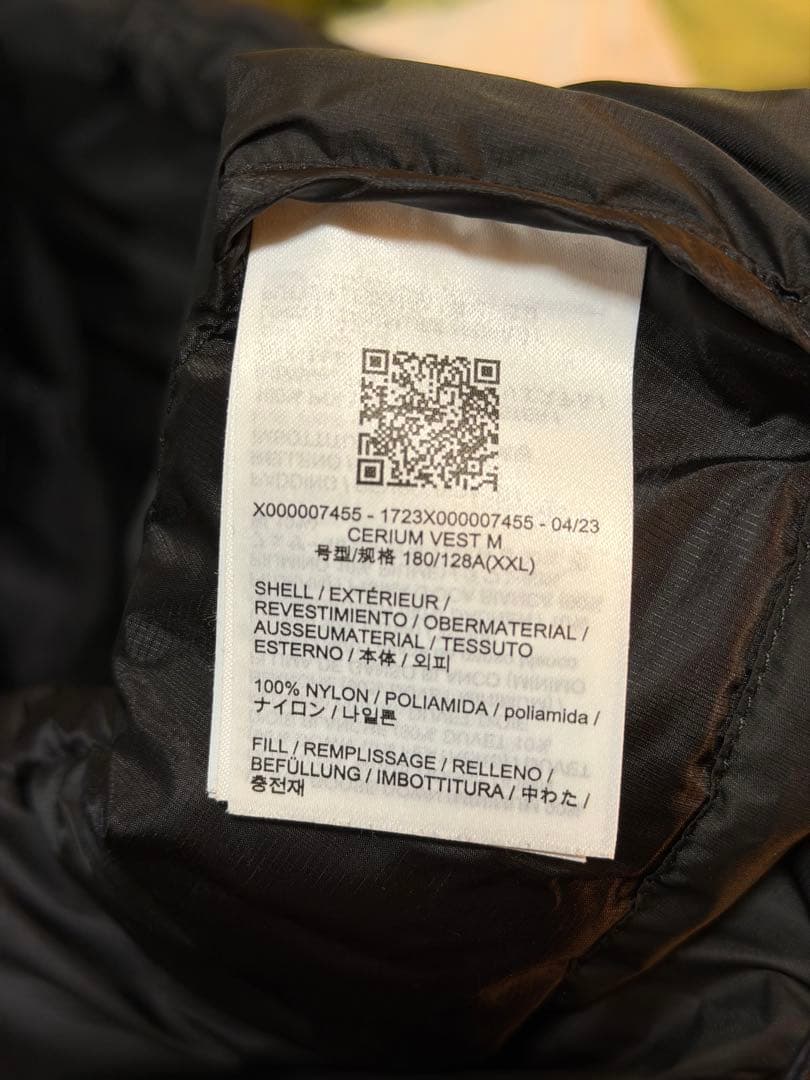 X000007455 - 1723X000007455 - 04/23
CERIUM VEST M
号型/规格 180/128A(XXL)
SHELL / EXTÉRIEUR /
REVESTIMIENTO / OBERMATERIAL /
AUSSEUMATERIAL / TESSUTO
ESTERNO / 本体 / 외피
100% NYLON / POLIAMIDA / poliamida /
ナイロン / 나일론
FILL / REMPLISSAGE / RELLENO /
BEFÜLLUNG / IMBOTTITURA / 中わた /
충전재